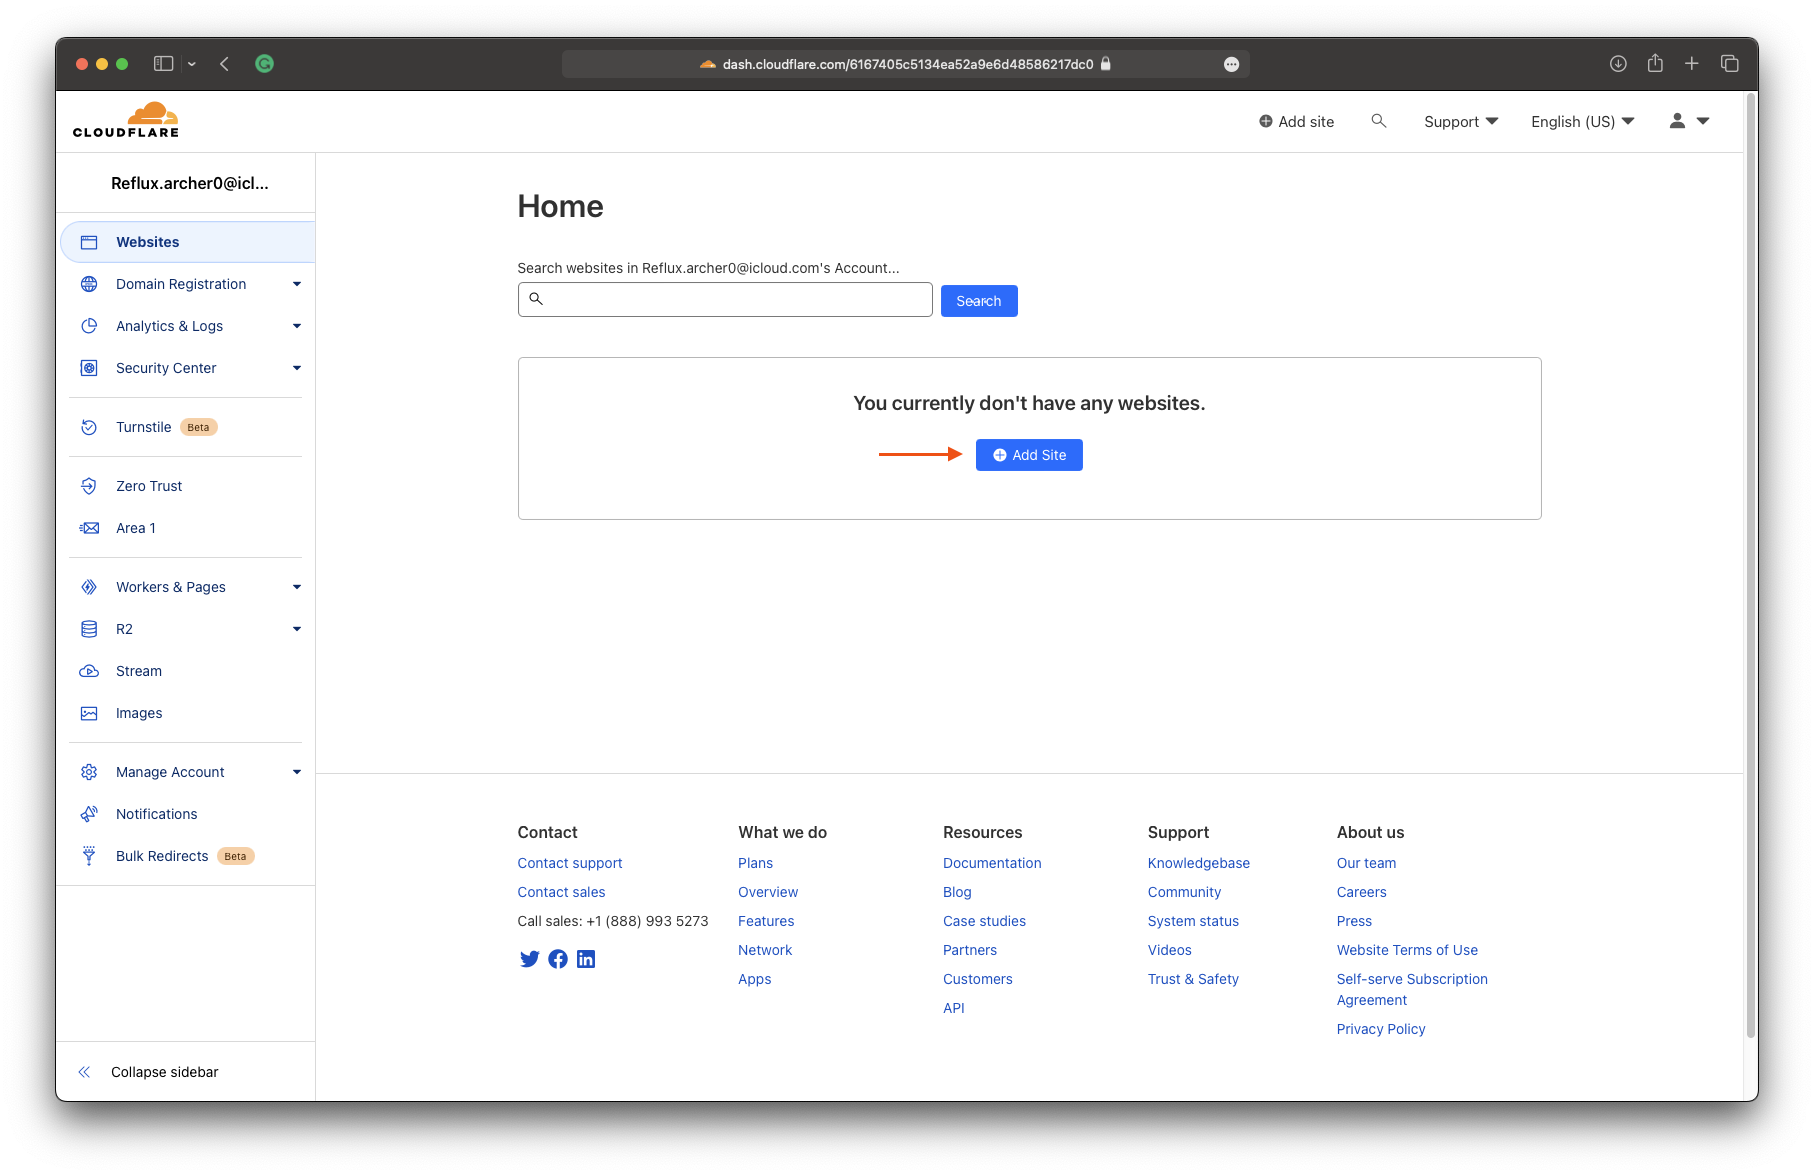 dash.cloudflare.com/6167405c5134ea52a9e6d48586217dc0
CLOUDFLARE
Add site
Support
English (US)
Reflux.archer0@icl...
Websites
Domain Registration
Analytics & Logs
Security Center
Turnstile Beta
Zero Trust
Area 1
Workers & Pages
R2
Stream
Images
Manage Account
Notifications
Bulk Redirects Beta
Collapse sidebar
Home
Search websites in Reflux.archer0@icloud.com's Account...
Search
You currently don't have any websites.
Add Site
Contact
Contact support
Contact sales
Call sales: +1 (888) 993 5273
What we do
Plans
Overview
Features
Network
Apps
Resources
Documentation
Blog
Case studies
Partners
Customers
API
Support
Knowledgebase
Community
System status
Videos
Trust & Safety
About us
Our team
Careers
Press
Website Terms of Use
Self-serve Subscription
Agreement
Privacy Policy